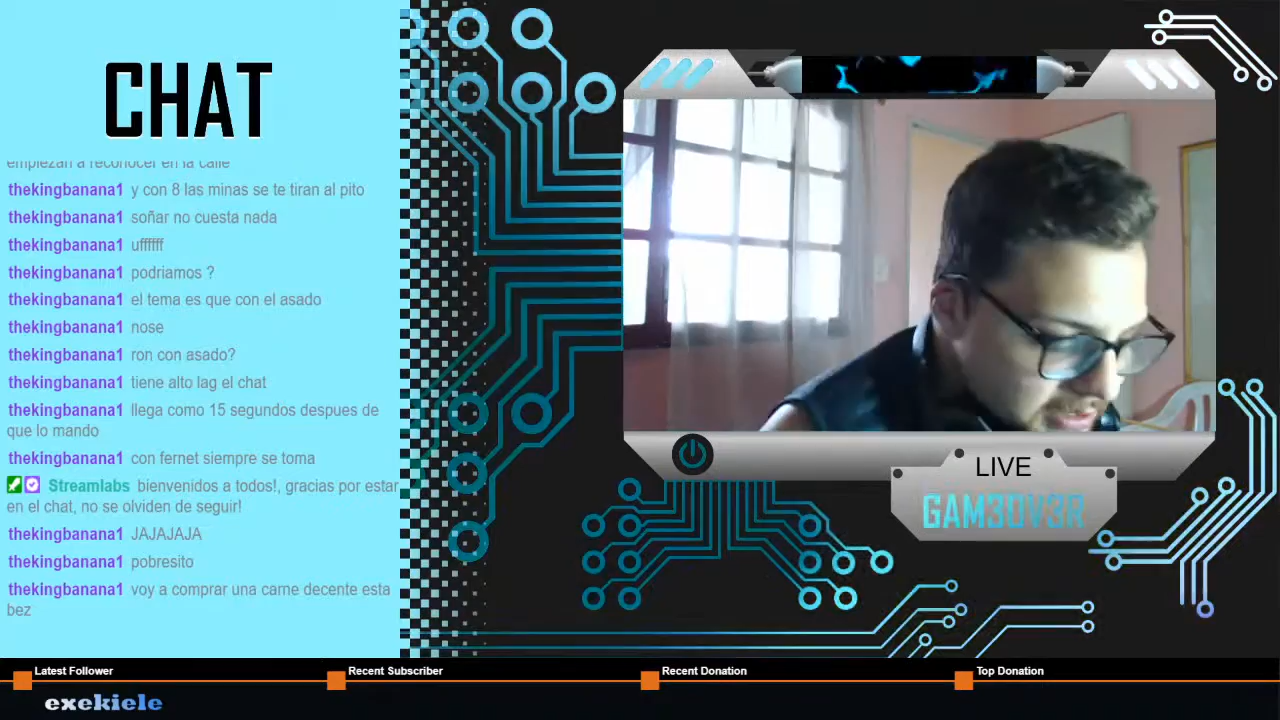 CHAT
empiezan a reconocer en la calle
thekingbanana1 y con 8 las minas se te tiran al pito
thekingbanana1 soñar no cuesta nada
thekingbanana1 uffffff
thekingbanana1 podriamos ?
thekingbanana1 el tema es que con el asado
thekingbanana1 nose
thekingbanana1 ron con asado?
thekingbanana1 tiene alto lag el chat
thekingbanana1 llega como 15 segundos despues de
que lo mando
thekingbanana1 con fernet siempre se toma
Streamlabs bienvenidos a todos!, gracias por estar
en el chat, no se olviden de seguir!
thekingbanana1 JAJAJAJA
thekingbanana1 pobresito
thekingbanana1 voy a comprar una carne decente esta
bez
LIVE
GAM3OV3R
Latest Follower
exekiele
Recent Subscriber
Recent Donation
Top Donation